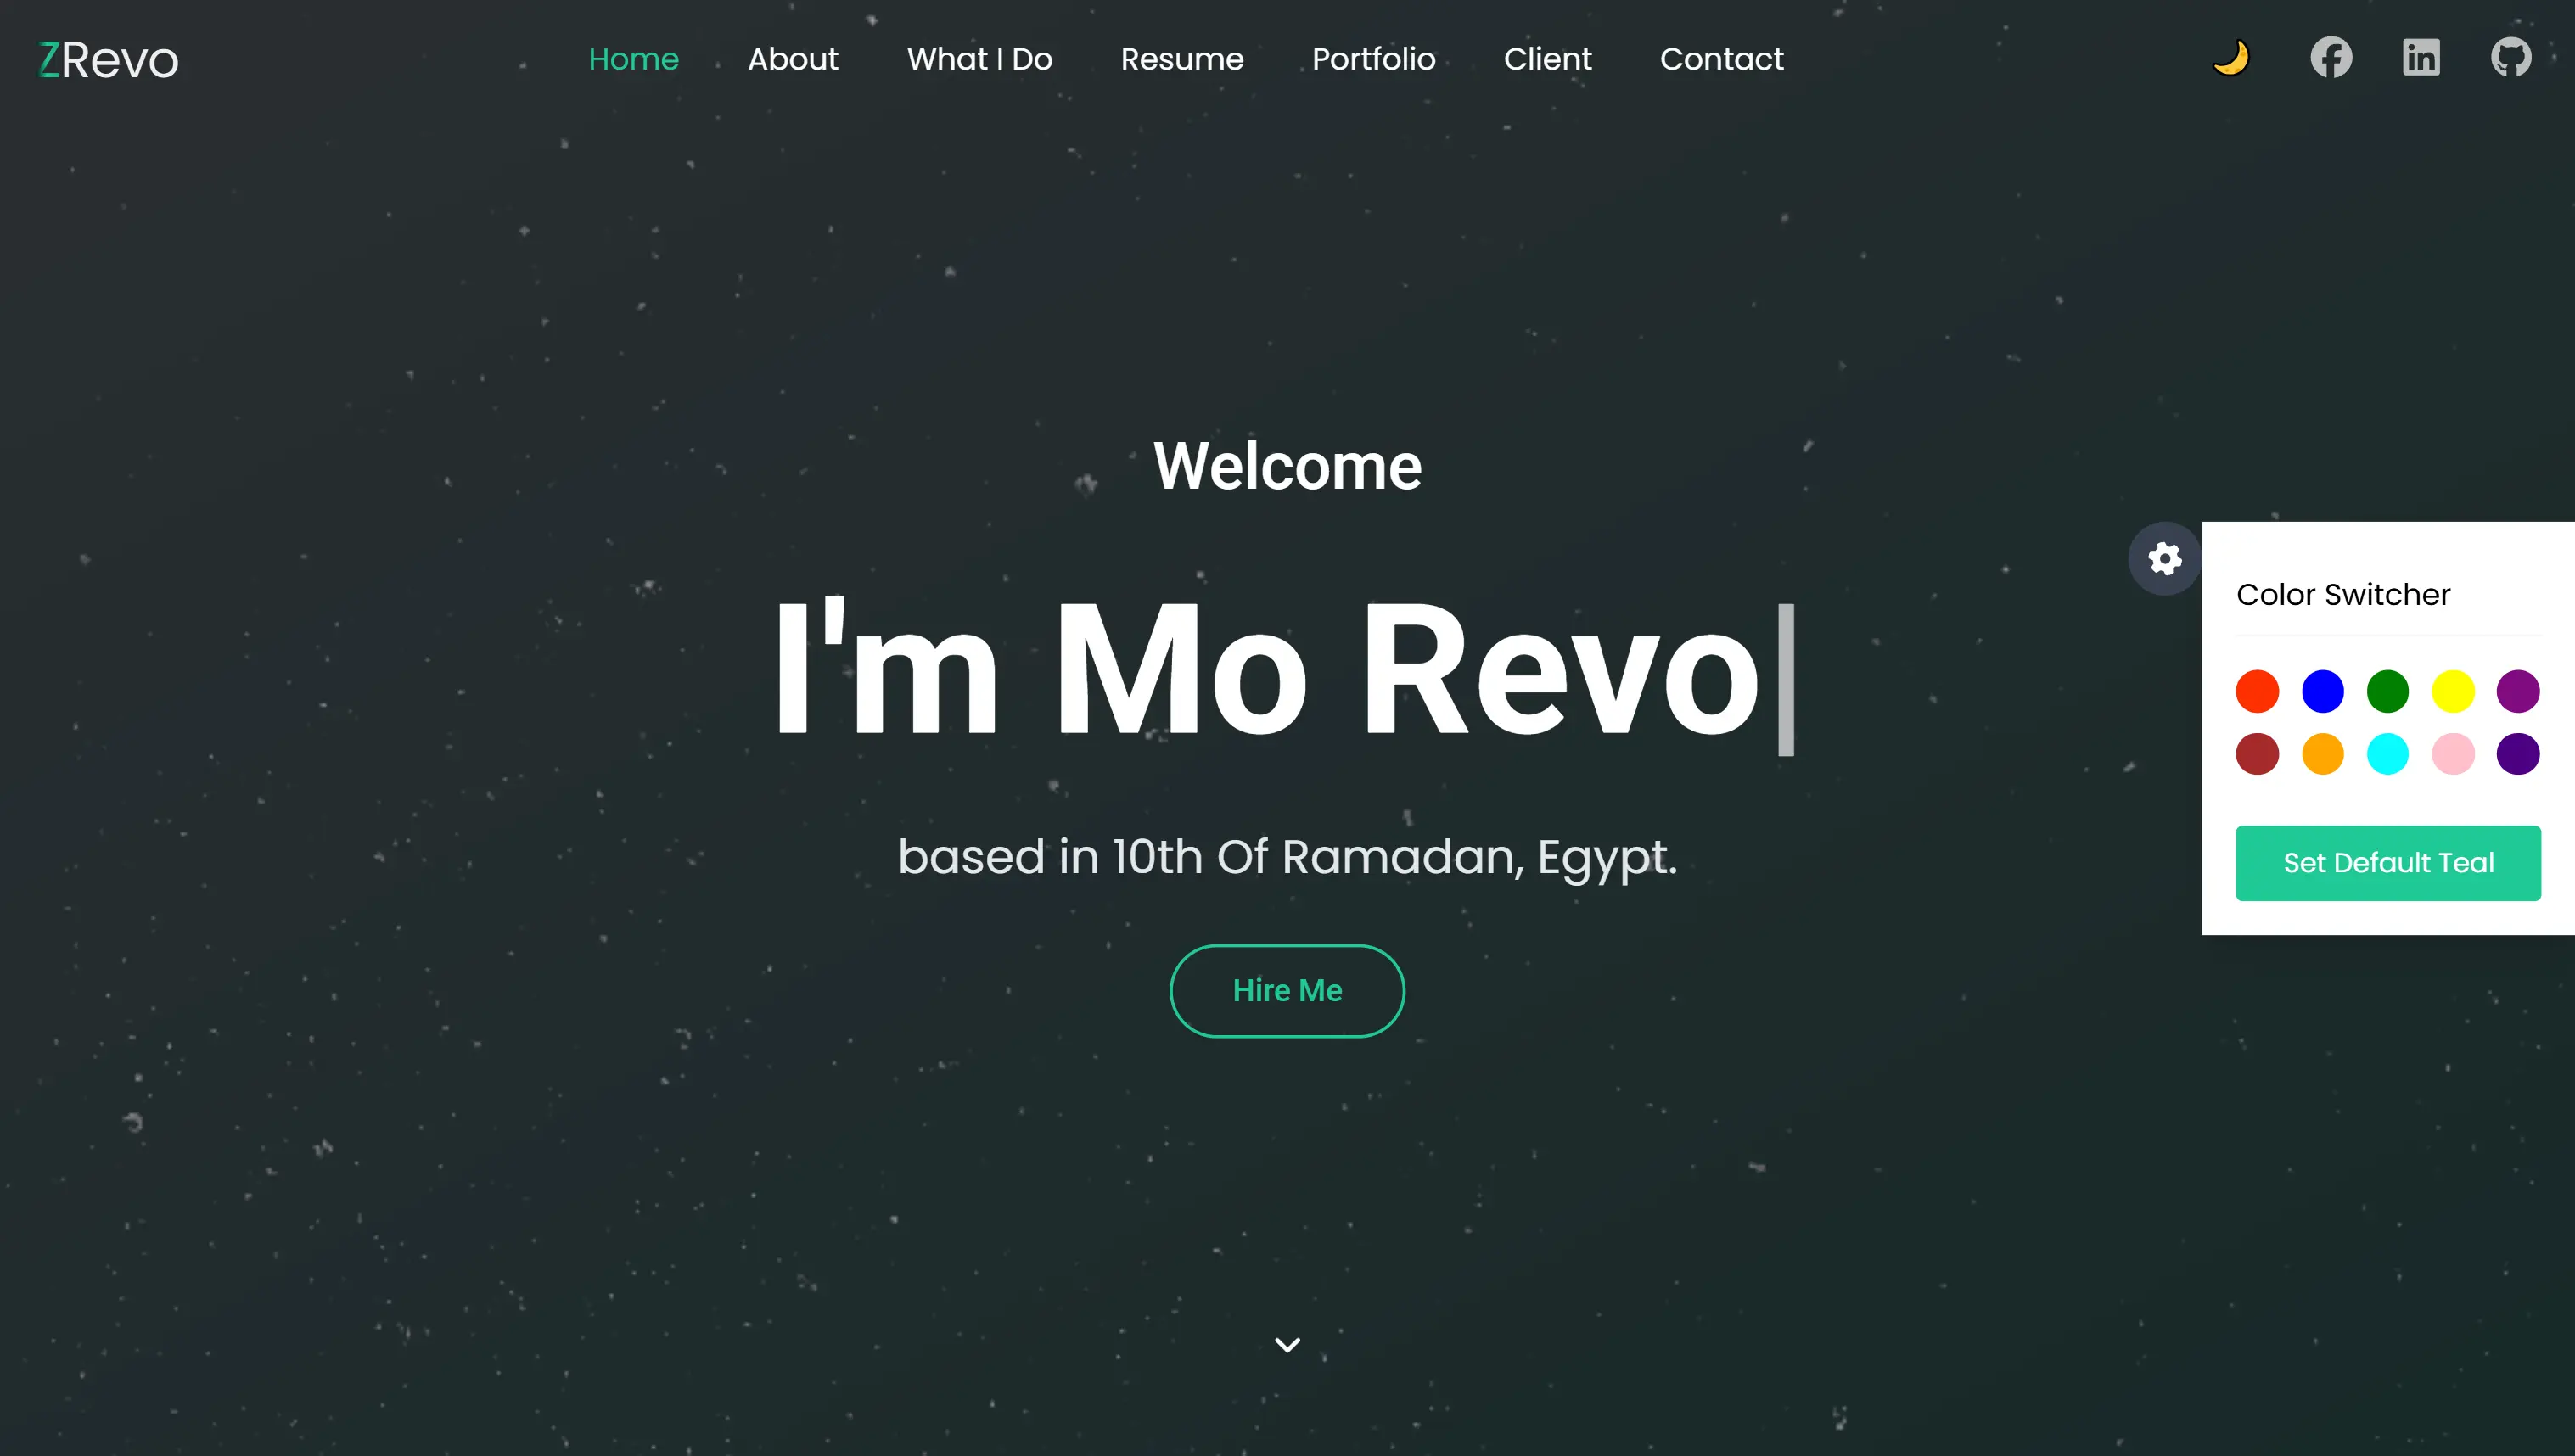 ZRevo
Home About What I Do Resume Portfolio Client Contact
Welcome
I'm Mo Revo
based in 10th Of Ramadan, Egypt.
Hire Me
Color Switcher
Set Default Teal